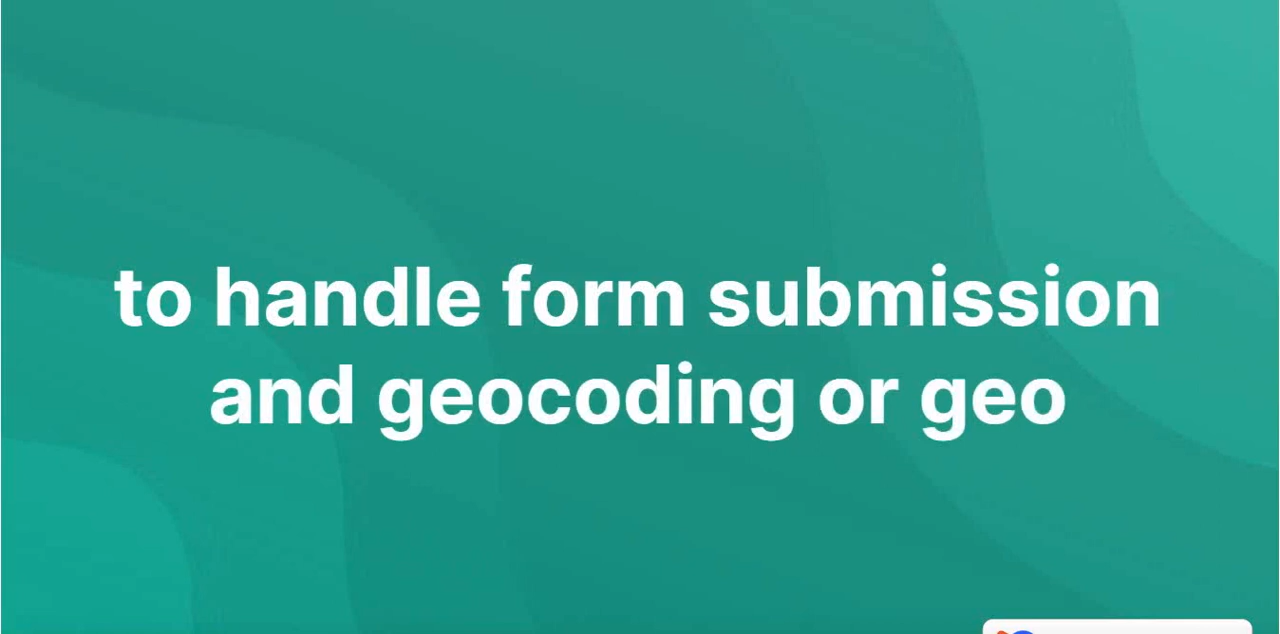 to handle form submission
and geocoding or geo